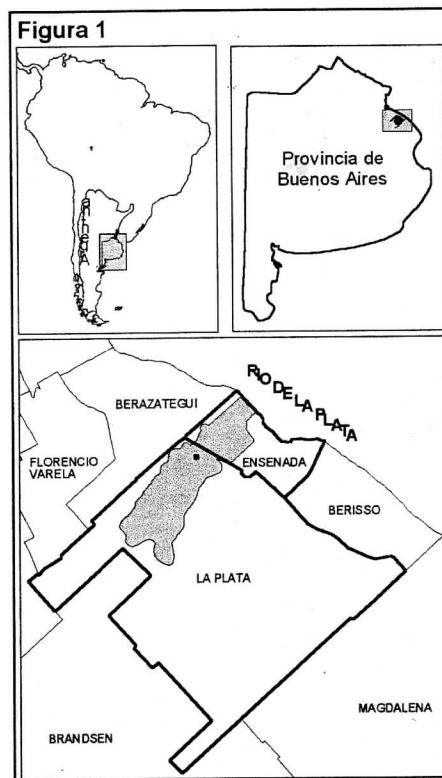 Figura 1
Argentina
Provincia de
Buenos Aires
RIO DE LA PLATA
BERAZATEGUI
FLORENCIO
VARELA
ENSENADA
BERISSO
LA PLATA
MAGDALENA
BRANDSEN